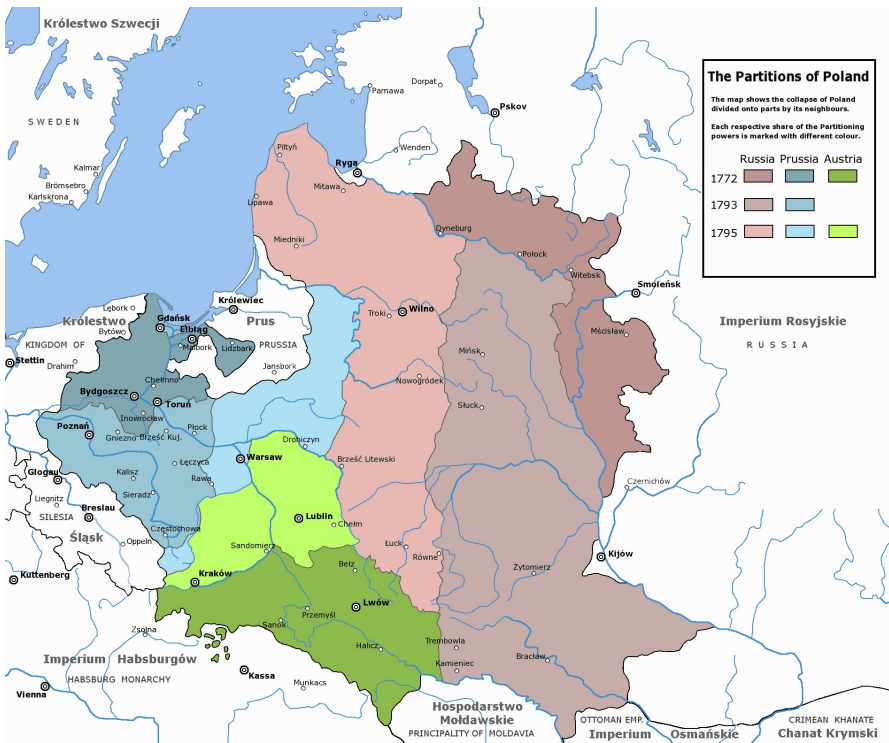 Królestwo Szwecji
SWEDEN
Kalmar
Brömsebro
Karlskrona
Parnawa
Dorpat
Pskov
Wenden
Ryga
Piltyń
Mitawa
Lipawa
Miedniki
The Partitions of Poland
The map shows the collapse of Poland
divided onto parts by its neighbours.
Each respective share of the Partitioning
powers is marked with different colour.
Russia Prussia Austria
1772
1793
1795
Dyneburg
Połock
Witebsk
Smoleńsk
Mścisław
Imperium Rosyjskie
RUSSIA
Królewiec
Prus
PRUSSIA
Jansbork
Lębork
Królestwo
Bytów
KINGDOM OF
Drahim
Stettin
Gdańsk
Elbląg
Malbork
Lidzbark
Troki
Wilno
Mińsk
Nowogródek
Słuck
Chełmno
Bydgoszcz
Toruń
Inowrocław
Poznań
Gniezno
Brześć Kuj.
Płock
Drohiczyn
Warsaw
Brześć Litewski
Łęczyca
Kalisz
Rawa
Sieradz
Glogau
Liegnitz
Breslau
SILESIA
Śląsk
Oppeln
Częstochowa
Lublin
Chełm
Sandomierz
Czernichów
Kijów
Łuck
Równe
Żytomierz
Kuttenberg
Kraków
Bełz
Lwów
Przemyśl
Sanok
Halicz
Trembowla
Kamieniec
Bracław
Zsolna
Imperium Habsburgów
HABSBURG MONARCHY
Vienna
Kassa
Munkacs
Hospodarstwo
Mołdawskie
PRINCIPALITY OF MOLDAVIA
OTTOMAN EMP.
Imperium Osmańskie
CRIMEAN KHANATE
Chanat Krymski